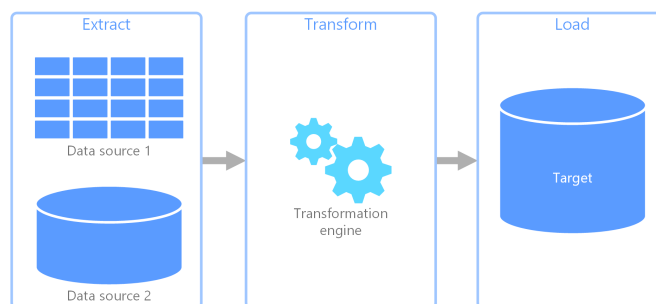 Extract
Data source 1
Data source 2
Transform
Transformation
engine
Load
Target